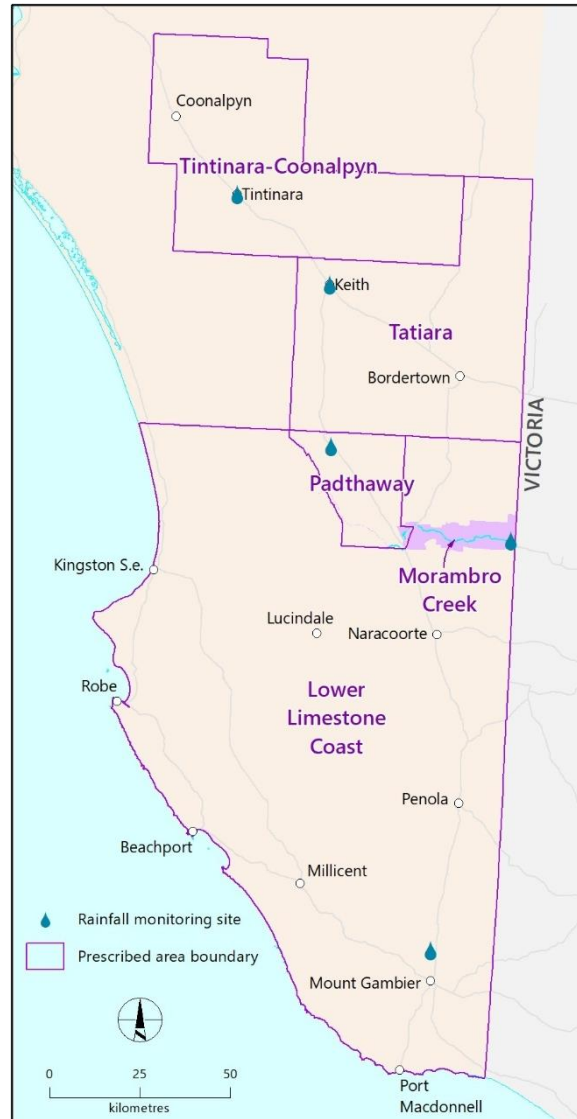 Coonalpyn
Tintinara-Coonalpyn
Tintinara
Keith
Tatiara
Bordertown
VICTORIA
Padthaway
Kingston S.e.
Morambro
Creek
Lucindale
Naracoorte
Robe
Lower
Limestone
Coast
Penola
Beachport
Millicent
Rainfall monitoring site
Prescribed area boundary
Mount Gambier
N
0 25 50
kilometres
Port
Macdonnell